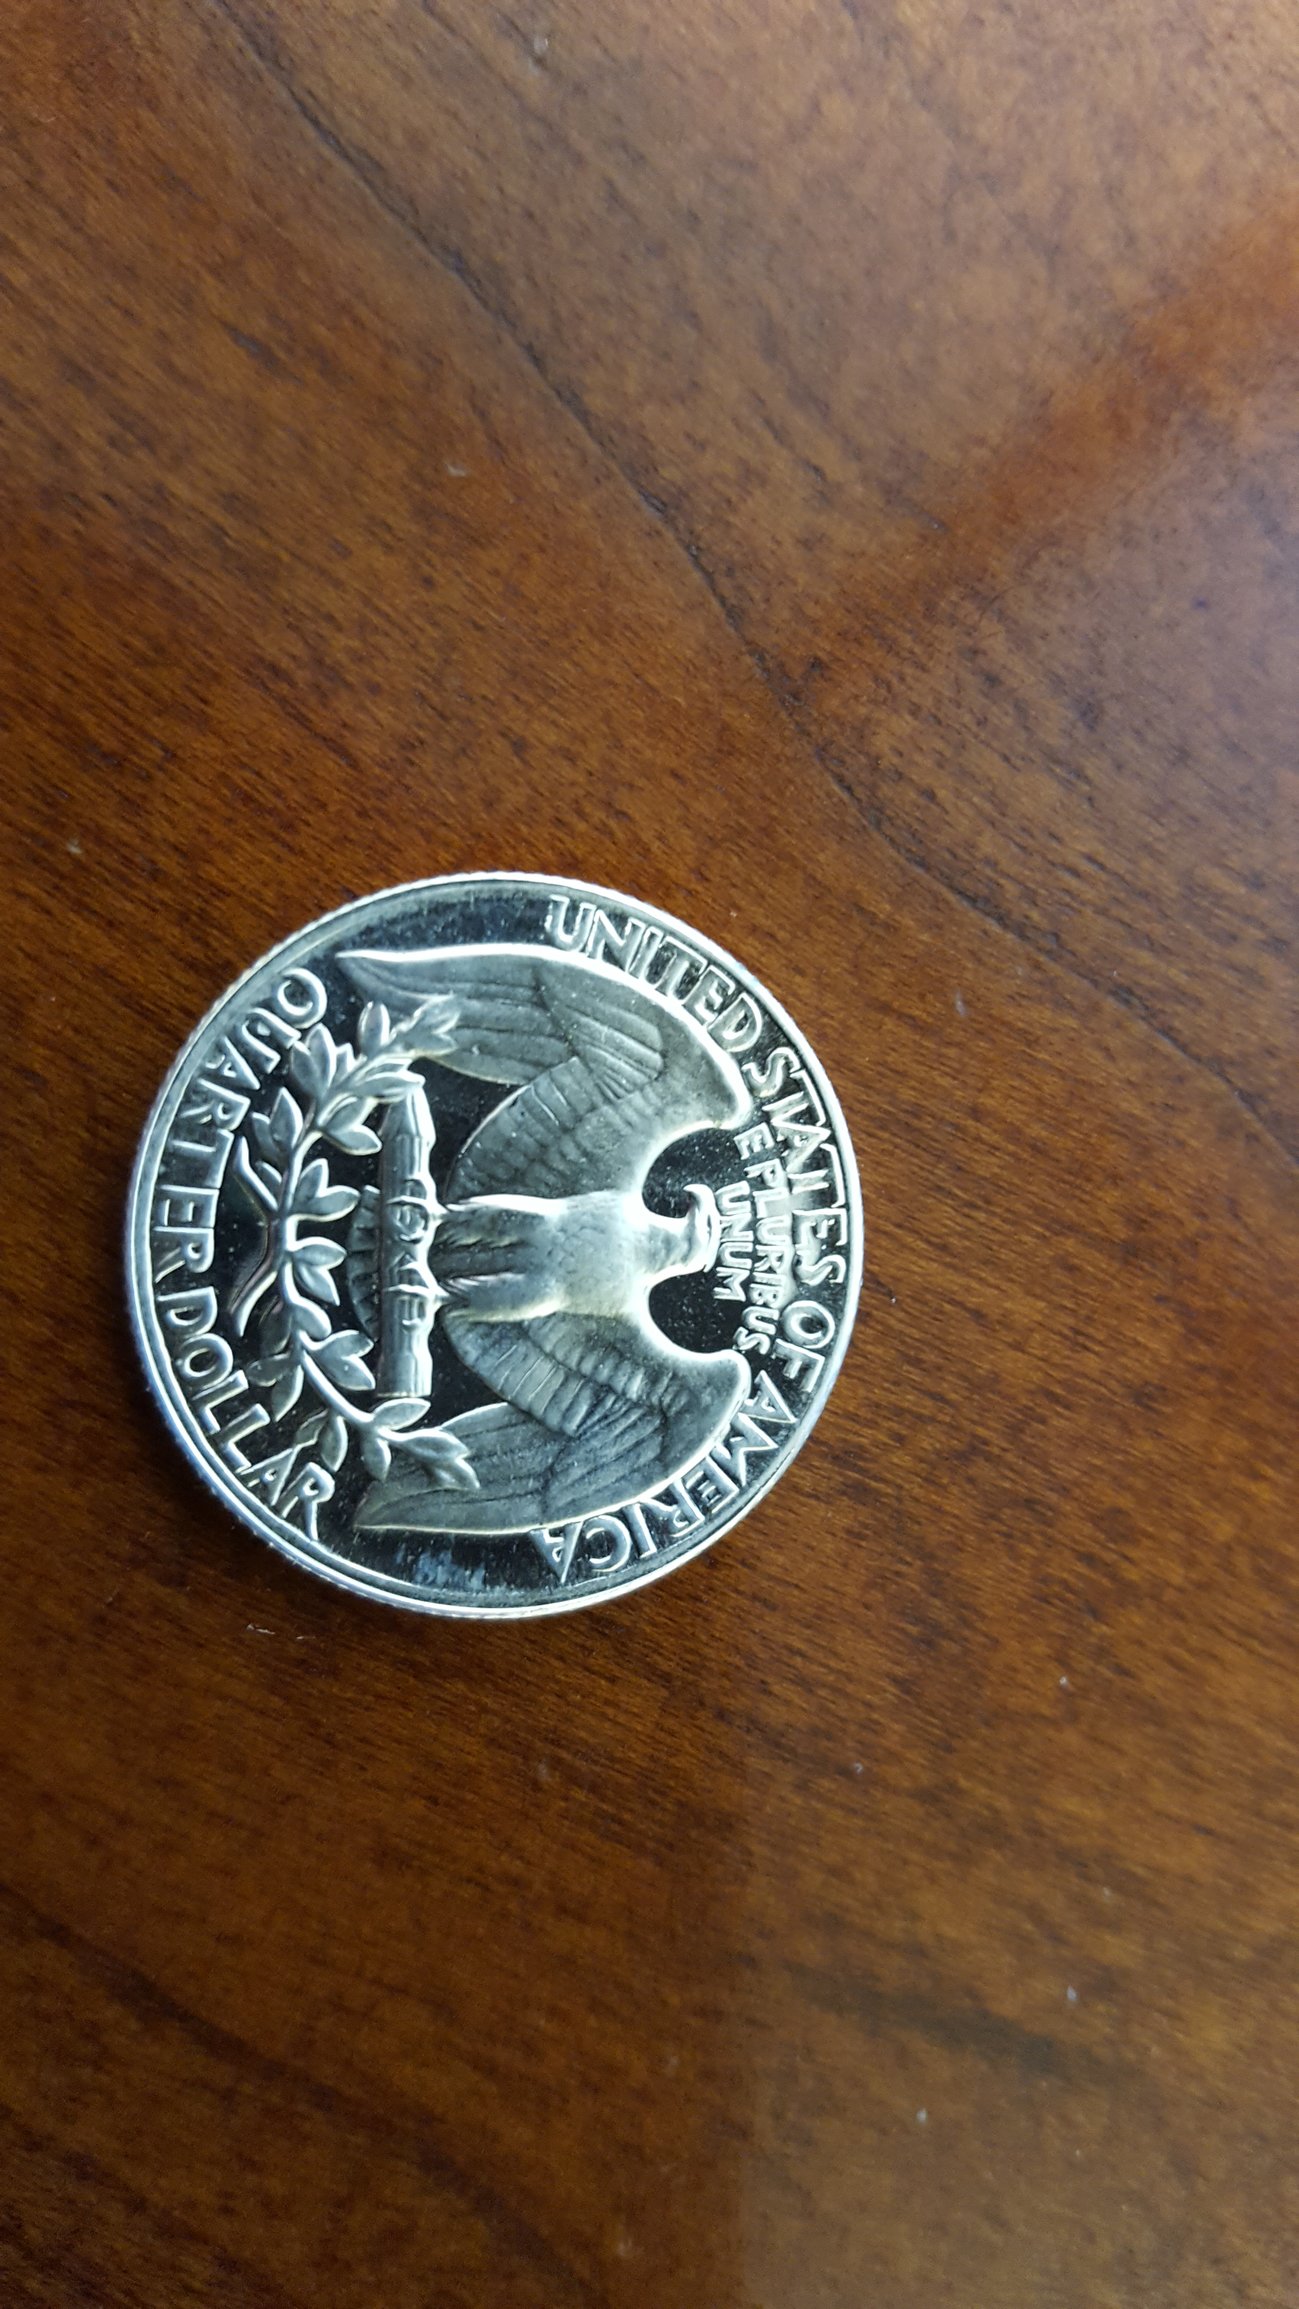 UNITED STATES OF AMERICA
E PLURIBUS
UNUM
QUARTER DOLLAR